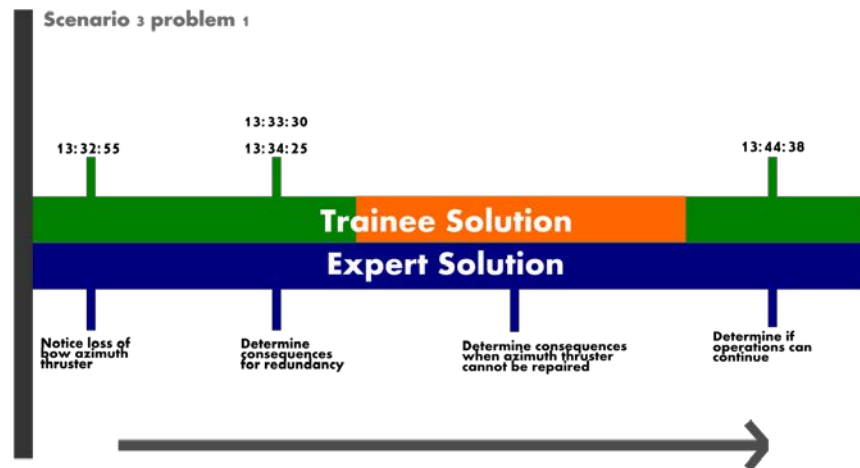 Scenario 3 problem 1
13:33:30
13:32:55
13:34:25
13:44:38
Trainee Solution
Expert Solution
Notice loss of
bow azimuth
thruster
Determine
consequences
for redundancy
Determine consequences
when azimuth thruster
cannot be repaired
Determine if
operations can
continue